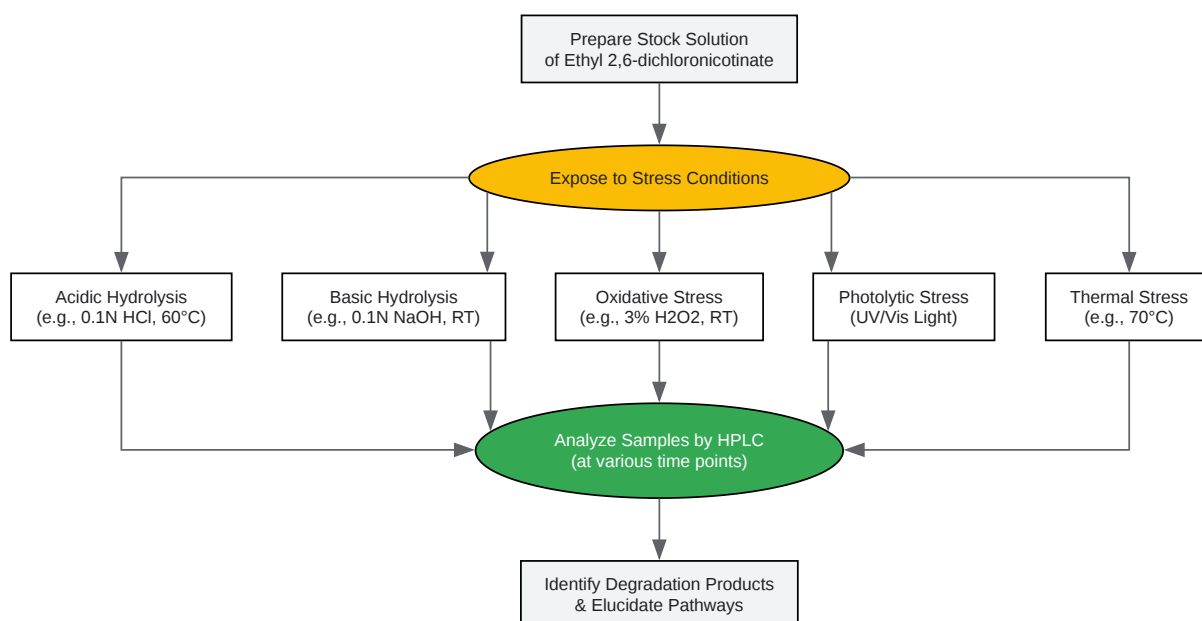 Prepare Stock Solution
of Ethyl 2,6-dichloronicotinate
Expose to Stress Conditions
Acidic Hydrolysis
(e.g., 0.1N HCl, 60°C)
Basic Hydrolysis
(e.g., 0.1N NaOH, RT)
Oxidative Stress
(e.g., 3% H2O2, RT)
Photolytic Stress
(UV/Vis Light)
Thermal Stress
(e.g., 70°C)
Analyze Samples by HPLC
(at various time points)
Identify Degradation Products
& Elucidate Pathways